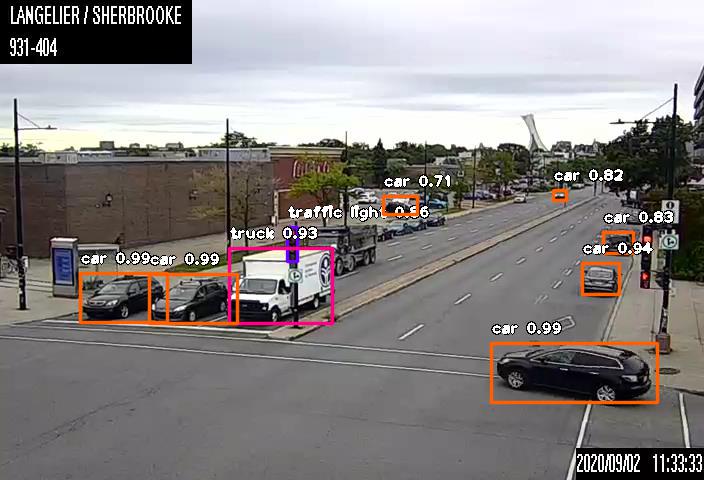 LANGELIER / SHERBROOKE
931-404
car 0.82
car 0.71
car 0.83
traffic light 0.86
truck 0.93
car 0.94
car 0.99
car 0.99
car 0.99
2020/09/02 11:33:33